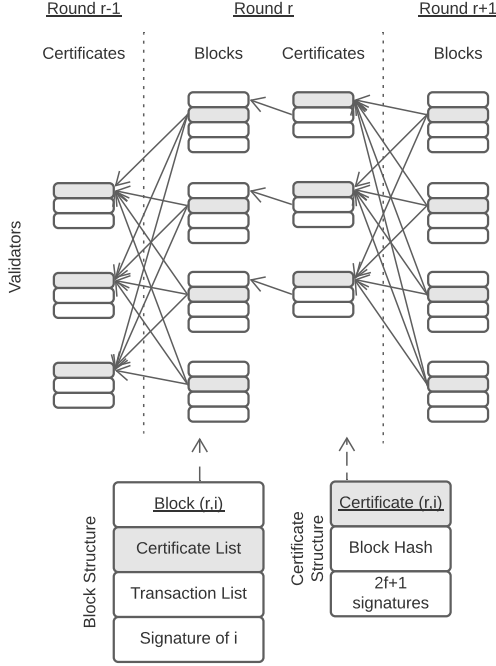 Round r-1
Round r
Round r+1
Certificates
Blocks
Certificates
Blocks
Validators
Block Structure
Block (r,i)
Certificate List
Transaction List
Signature of i
Certificate
Structure
Certificate (r,i)
Block Hash
2f+1
signatures